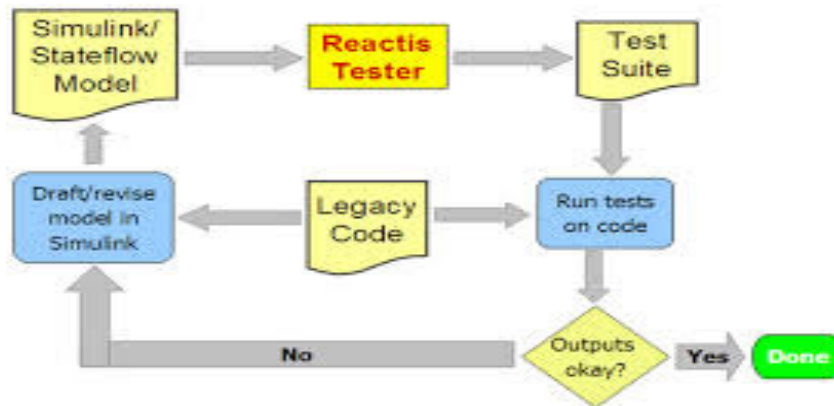 Simulink/
Stateflow
Model
Reactis
Tester
Test
Suite
Draft/revise
model in
Simulink
Legacy
Code
Run tests
on code
No
Outputs
okay?
Yes
Done